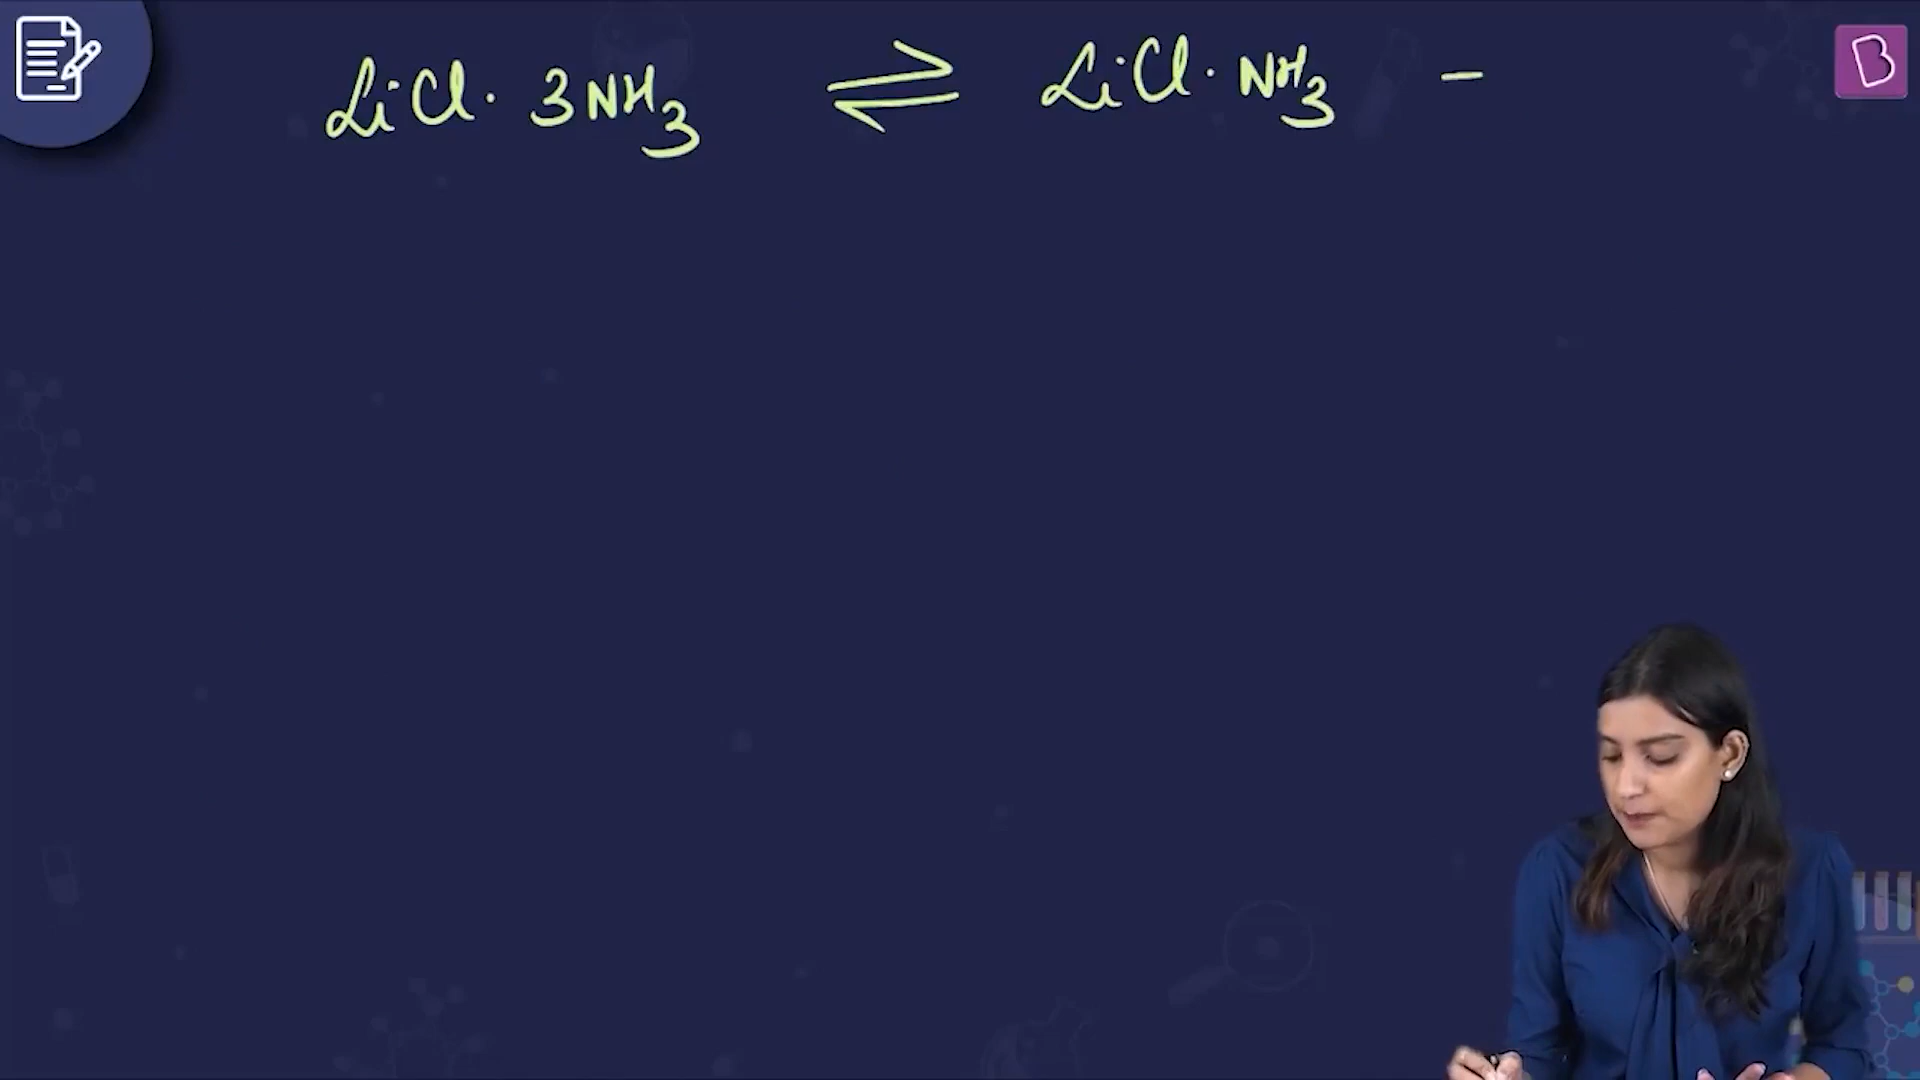 LiCl · 3NH₃ ⇌ LiCl · NH₃ –
B